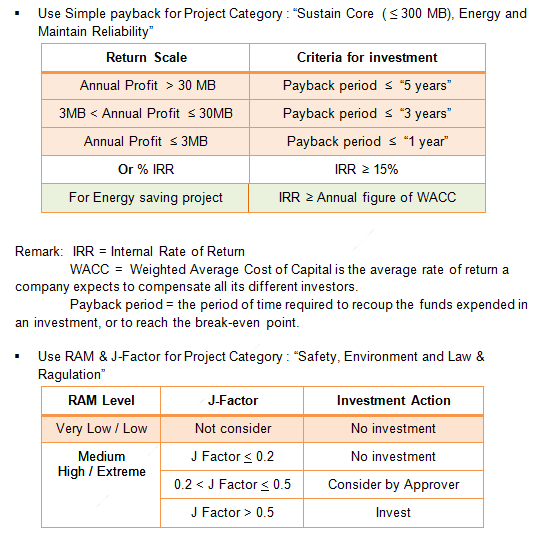 ▪ Use Simple payback for Project Category : “Sustain Core (≤ 300 MB), Energy and
Maintain Reliability”
Return Scale Criteria for investment
Annual Profit > 30 MB Payback period ≤ “5 years”
3MB < Annual Profit ≤ 30MB Payback period ≤ “3 years”
Annual Profit ≤ 3MB Payback period ≤ “1 year”
Or % IRR IRR ≥ 15%
For Energy saving project IRR ≥ Annual figure of WACC
Remark: IRR = Internal Rate of Return
WACC = Weighted Average Cost of Capital is the average rate of return a
company expects to compensate all its different investors.
Payback period = the period of time required to recoup the funds expended in
an investment, or to reach the break-even point.
▪ Use RAM & J-Factor for Project Category : “Safety, Environment and Law &
Ragulation”
RAM Level J-Factor Investment Action
Very Low / Low Not consider No investment
Medium J Factor ≤ 0.2 No investment
High / Extreme
0.2 < J Factor ≤ 0.5 Consider by Approver
J Factor > 0.5 Invest